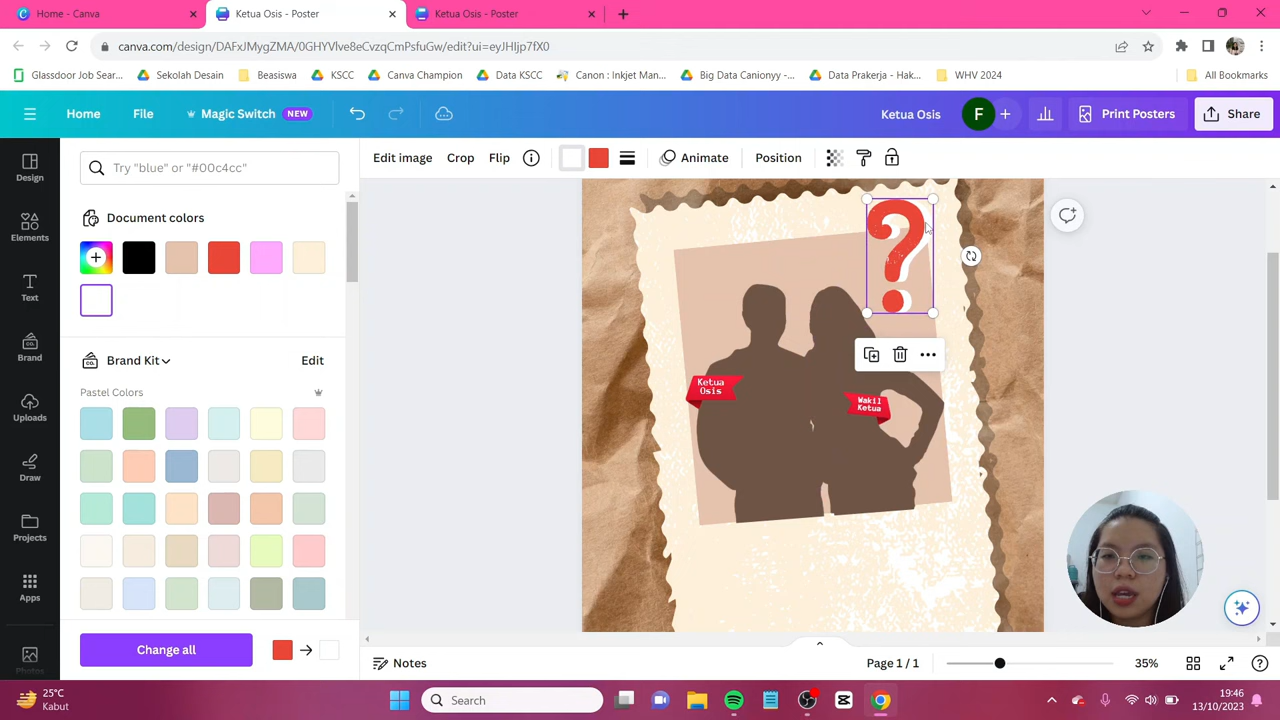 Home - Canva
Ketua Osis - Poster
Ketua Osis - Poster
canva.com/design/DAFxJMygZMA/0GHYVlve8eCvzqCmPsfuGw/edit?ui=eyJHIjp7fX0
Glassdoor Job Sear...
Sekolah Desain
Beasiswa
KSCC
Canva Champion
Data KSCC
Canon : Inkjet Man...
Big Data Canionyy -...
Data Prakerja - Hak...
WHV 2024
All Bookmarks
Home
File
Magic Switch
NEW
Ketua Osis
F
Print Posters
Share
Design
Elements
Text
Brand
Uploads
Draw
Projects
Apps
Photos
Try "blue" or "#00c4cc"
Document colors
Brand Kit
Edit
Pastel Colors
Change all
Edit image
Crop
Flip
Animate
Position
?
Ketua
Osis
Wakil
Ketua
Notes
Page 1 / 1
35%
25°C
Kabut
Search
19:46
13/10/2023